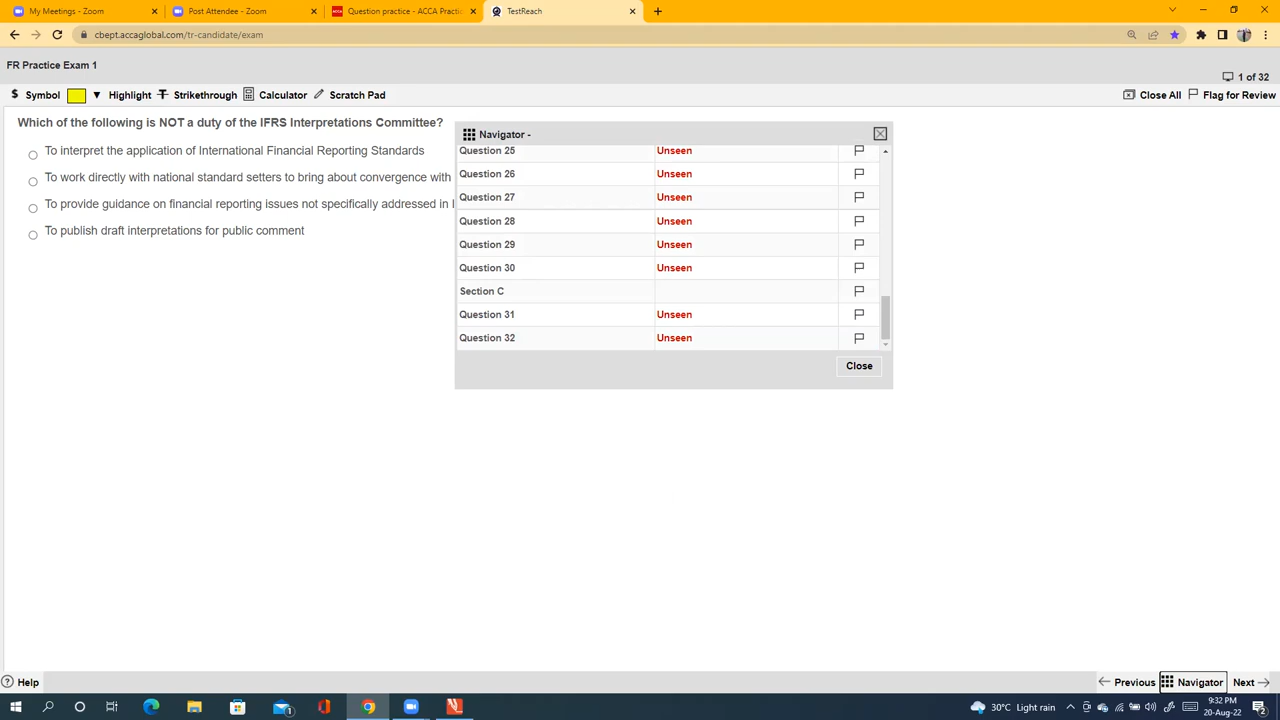 My Meetings - Zoom
Post Attendee - Zoom
Question practice - ACCA Practic
TestReach
cbept.accaglobal.com/tr-candidate/exam
FR Practice Exam 1
1 of 32
$ Symbol Highlight Strikethrough Calculator Scratch Pad Close All Flag for Review
Which of the following is NOT a duty of the IFRS Interpretations Committee?
To interpret the application of International Financial Reporting Standards
To work directly with national standard setters to bring about convergence with
To provide guidance on financial reporting issues not specifically addressed in I
To publish draft interpretations for public comment
Navigator -
Question 25 Unseen
Question 26 Unseen
Question 27 Unseen
Question 28 Unseen
Question 29 Unseen
Question 30 Unseen
Section C
Question 31 Unseen
Question 32 Unseen
Close
? Help
Previous Navigator Next
30°C Light rain
9:32 PM
20-Aug-22
1
2